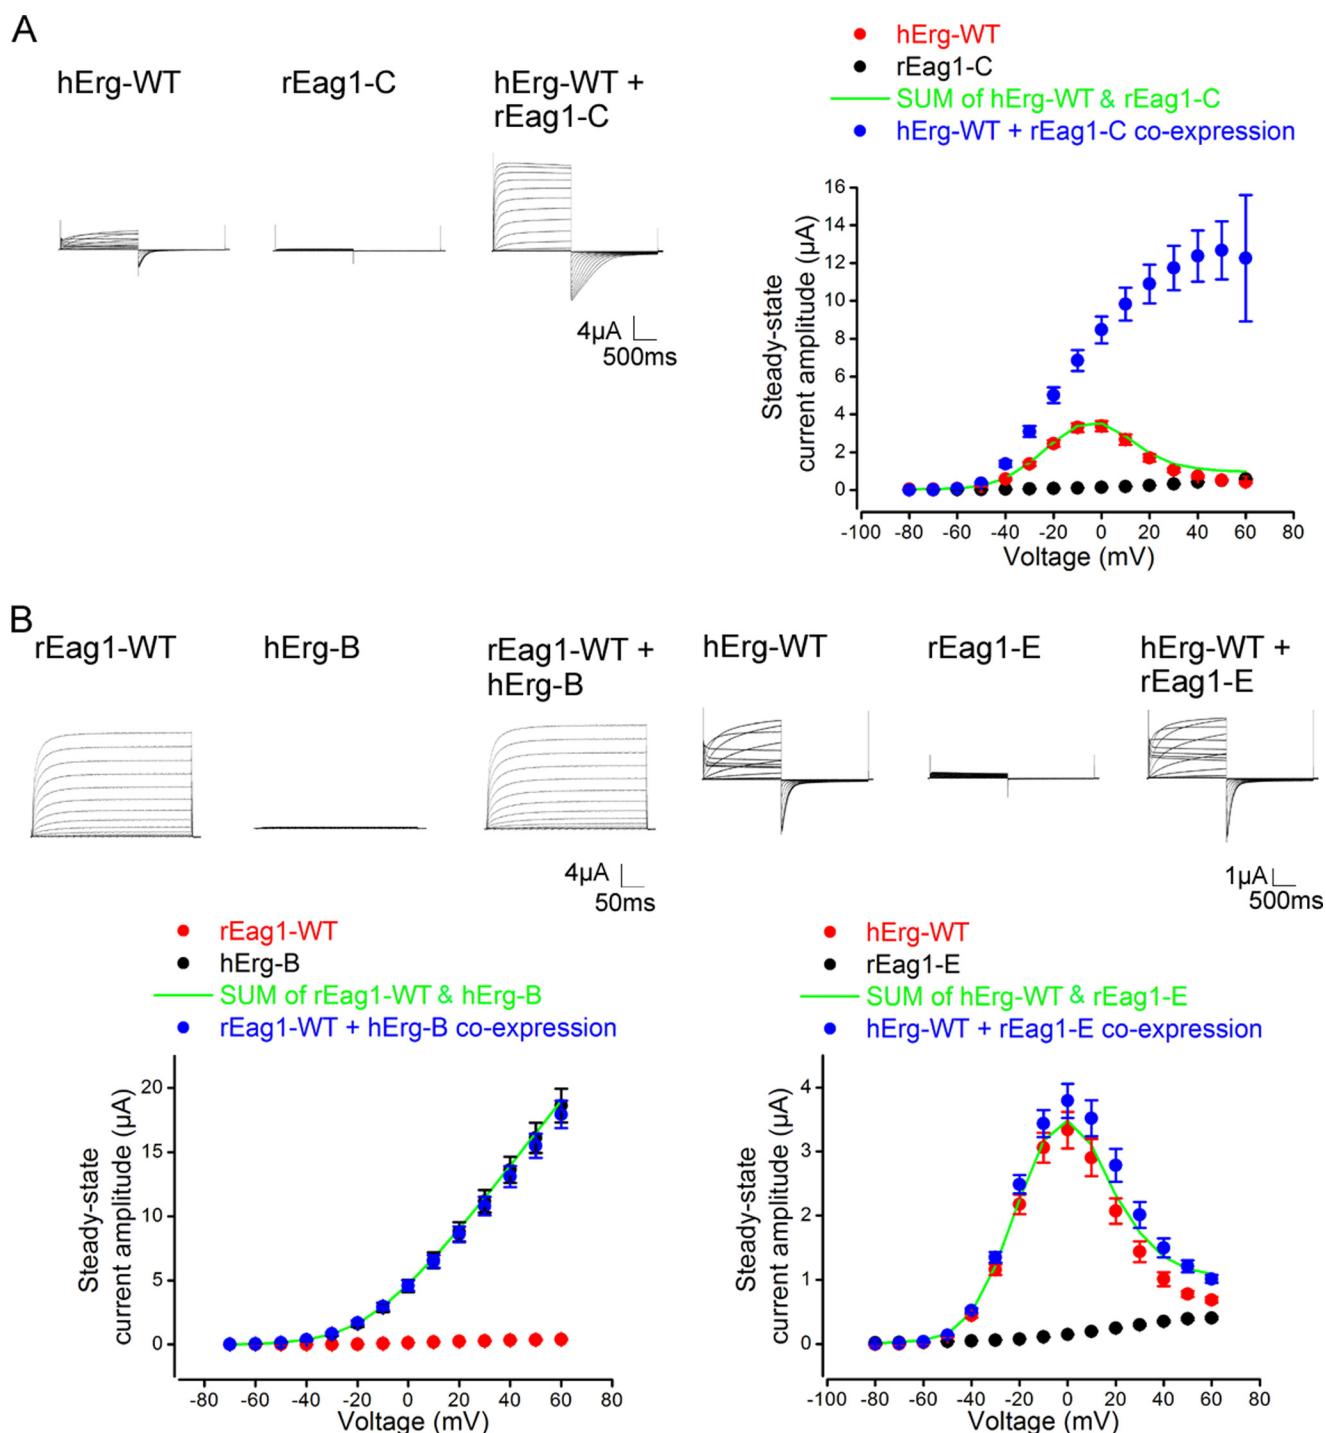 A
hErg-WT
rEag1-C
hErg-WT +
rEag1-C
4µA
500ms
hErg-WT
rEag1-C
SUM of hErg-WT & rEag1-C
hErg-WT + rEag1-C co-expression
Steady-state
current amplitude (µA)
16
14
12
10
8
6
4
2
0
-100 -80 -60 -40 -20 0 20 40 60 80
Voltage (mV)
B
rEag1-WT
hErg-B
rEag1-WT +
hErg-B
4µA
50ms
hErg-WT
rEag1-E
hErg-WT +
rEag1-E
1µA
500ms
rEag1-WT
hErg-B
SUM of rEag1-WT & hErg-B
rEag1-WT + hErg-B co-expression
Steady-state
current amplitude (µA)
20
15
10
5
0
-80 -60 -40 -20 0 20 40 60 80
Voltage (mV)
hErg-WT
rEag1-E
SUM of hErg-WT & rEag1-E
hErg-WT + rEag1-E co-expression
Steady-state
current amplitude (µA)
4
3
2
1
0
-100 -80 -60 -40 -20 0 20 40 60 80
Voltage (mV)